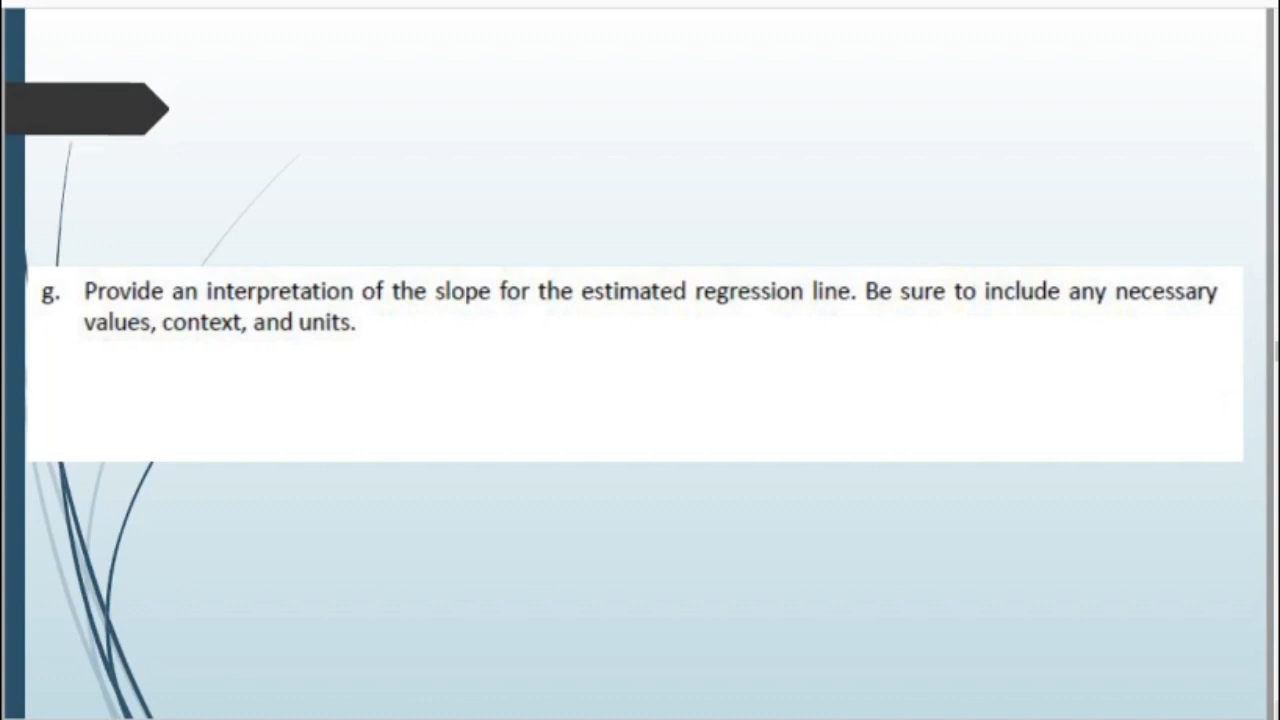 g. Provide an interpretation of the slope for the estimated regression line. Be sure to include any necessary
values, context, and units.